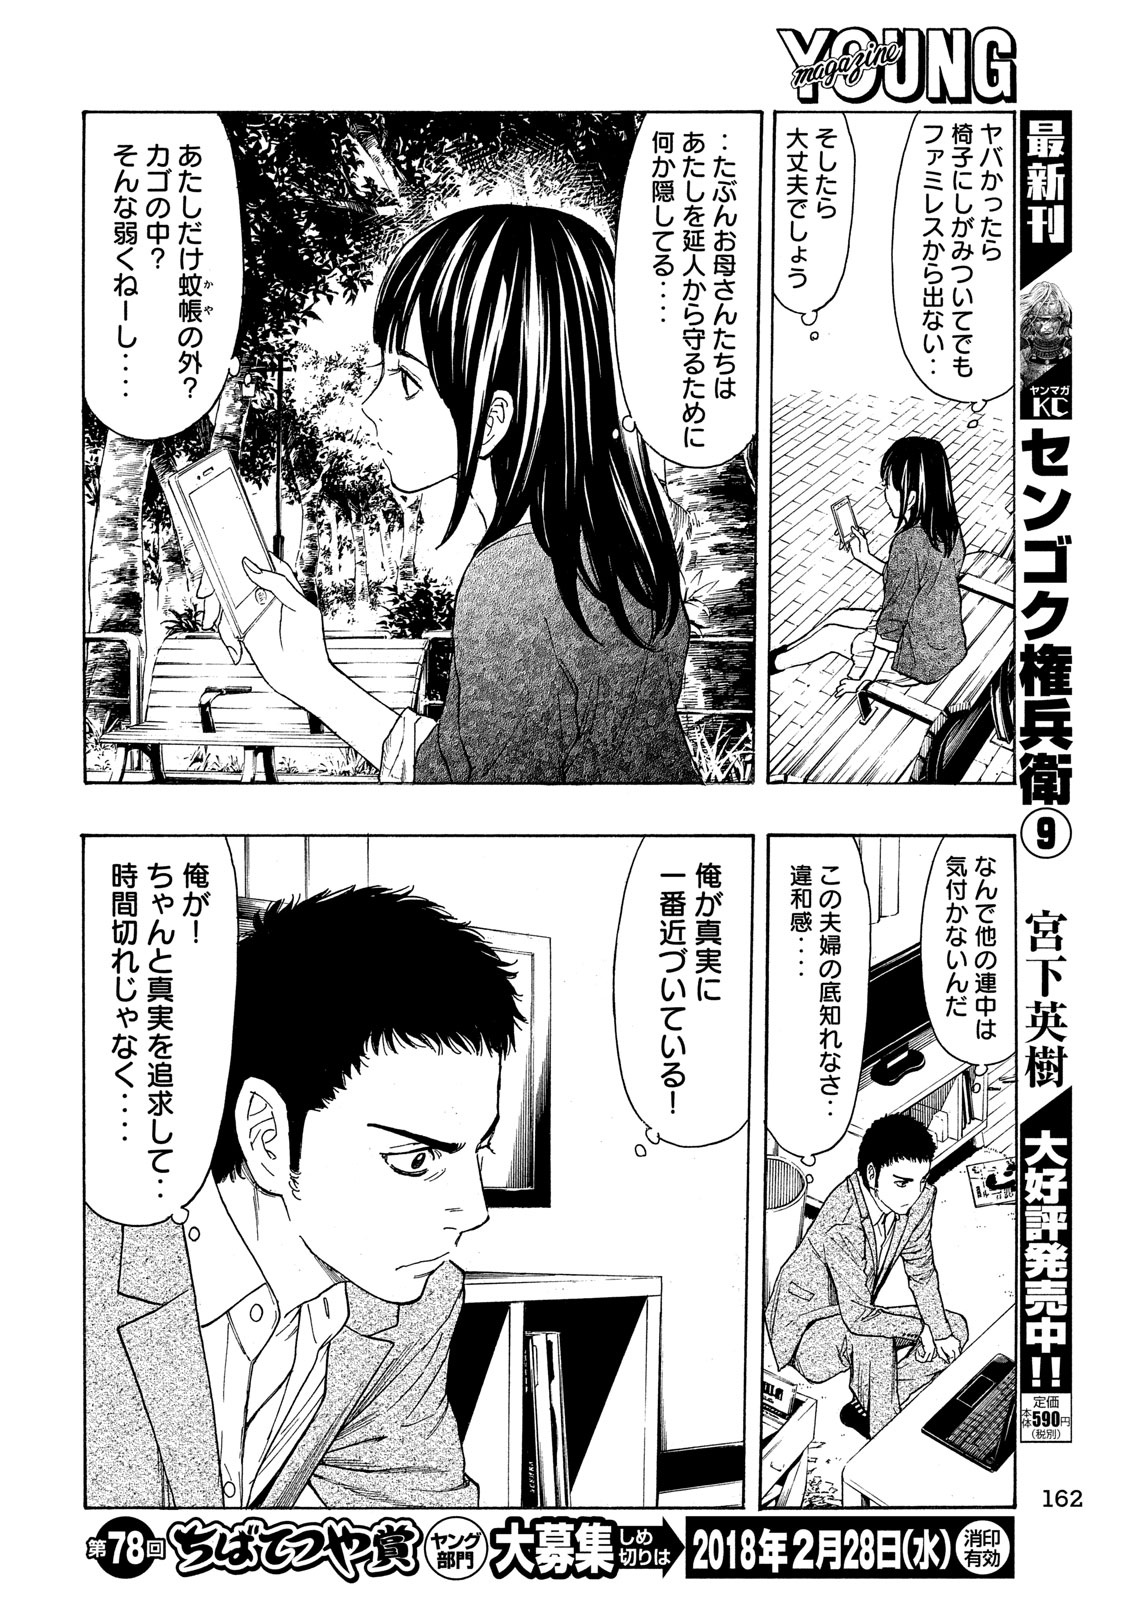 YOUNG
magazine
ヤバかったら
椅子にしがみついてでも
ファミレスから出ない‥
そしたら
大丈夫でしょう
‥たぶんお母さんたちは
あたしを延人から守るために
何か隠してる‥‥
あたしだけ蚊帳の外？
かや
カゴの中？
そんな弱くねーし‥‥
なんで他の連中は
気付かないんだ
この夫婦の底知れなさ‥
違和感‥‥
俺が真実に
一番近づいている！
俺が！
ちゃんと真実を追求して‥
時間切れじゃなく‥‥
最新刊
ヤンマガ
KC
センゴク権兵衛⑨
宮下英樹
大好評発売中!!
定価
本体590円
（税別）
162
第78回
ちばてつや賞
ヤング
部門
大募集
しめ
切りは
2018年2月28日(水)
消印
有効